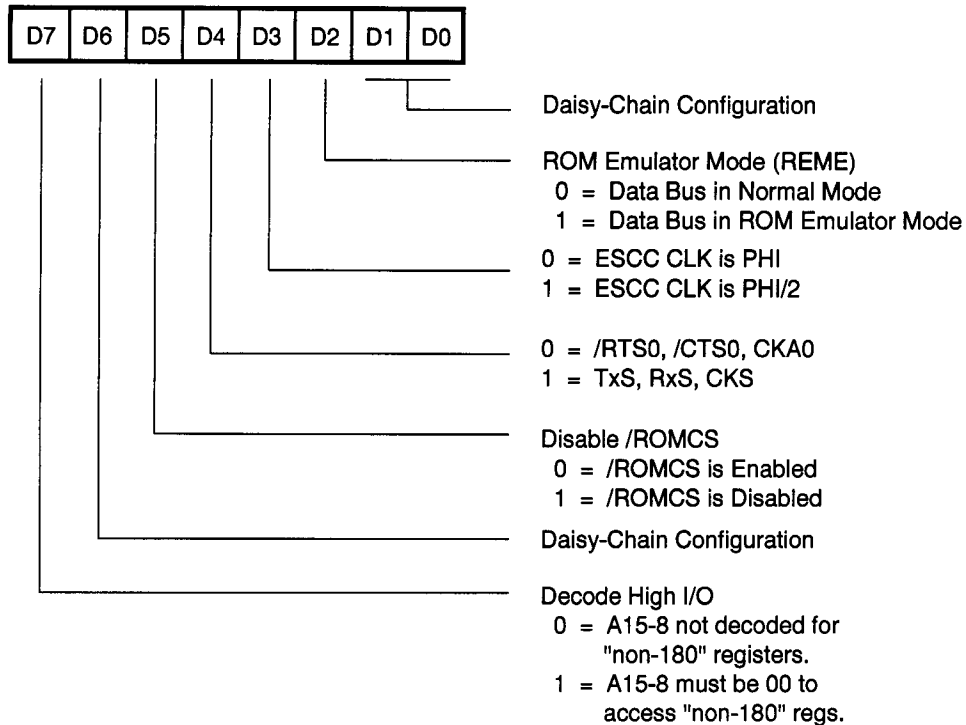 D7 D6 D5 D4 D3 D2 D1 D0
Daisy-Chain Configuration
ROM Emulator Mode (REME)
0 = Data Bus in Normal Mode
1 = Data Bus in ROM Emulator Mode
0 = ESCC CLK is PHI
1 = ESCC CLK is PHI/2
0 = /RTS0, /CTS0, CKA0
1 = TxS, RxS, CKS
Disable /ROMCS
0 = /ROMCS is Enabled
1 = /ROMCS is Disabled
Daisy-Chain Configuration
Decode High I/O
0 = A15-8 not decoded for
"non-180" registers.
1 = A15-8 must be 00 to
access "non-180" regs.